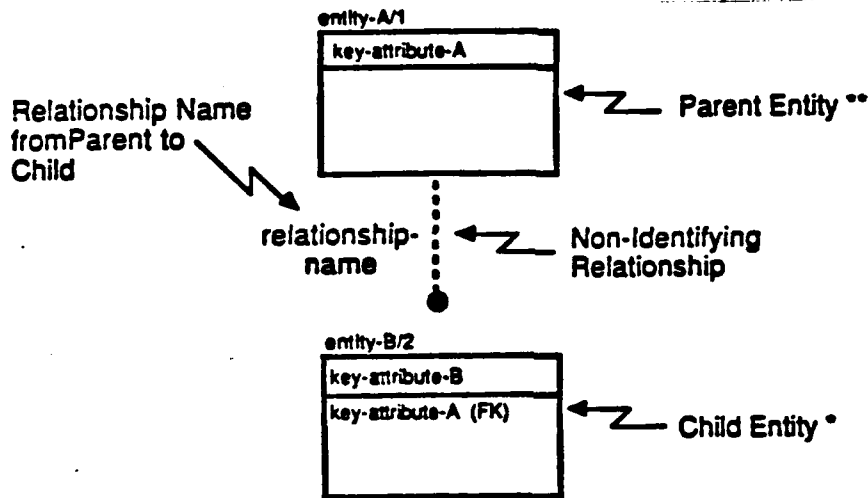 entity-A/1
key-attribute-A
Parent Entity **
Relationship Name
fromParent to
Child
relationship-
name
Non-Identifying
Relationship
entity-B/2
key-attribute-B
key-attribute-A (FK)
Child Entity *